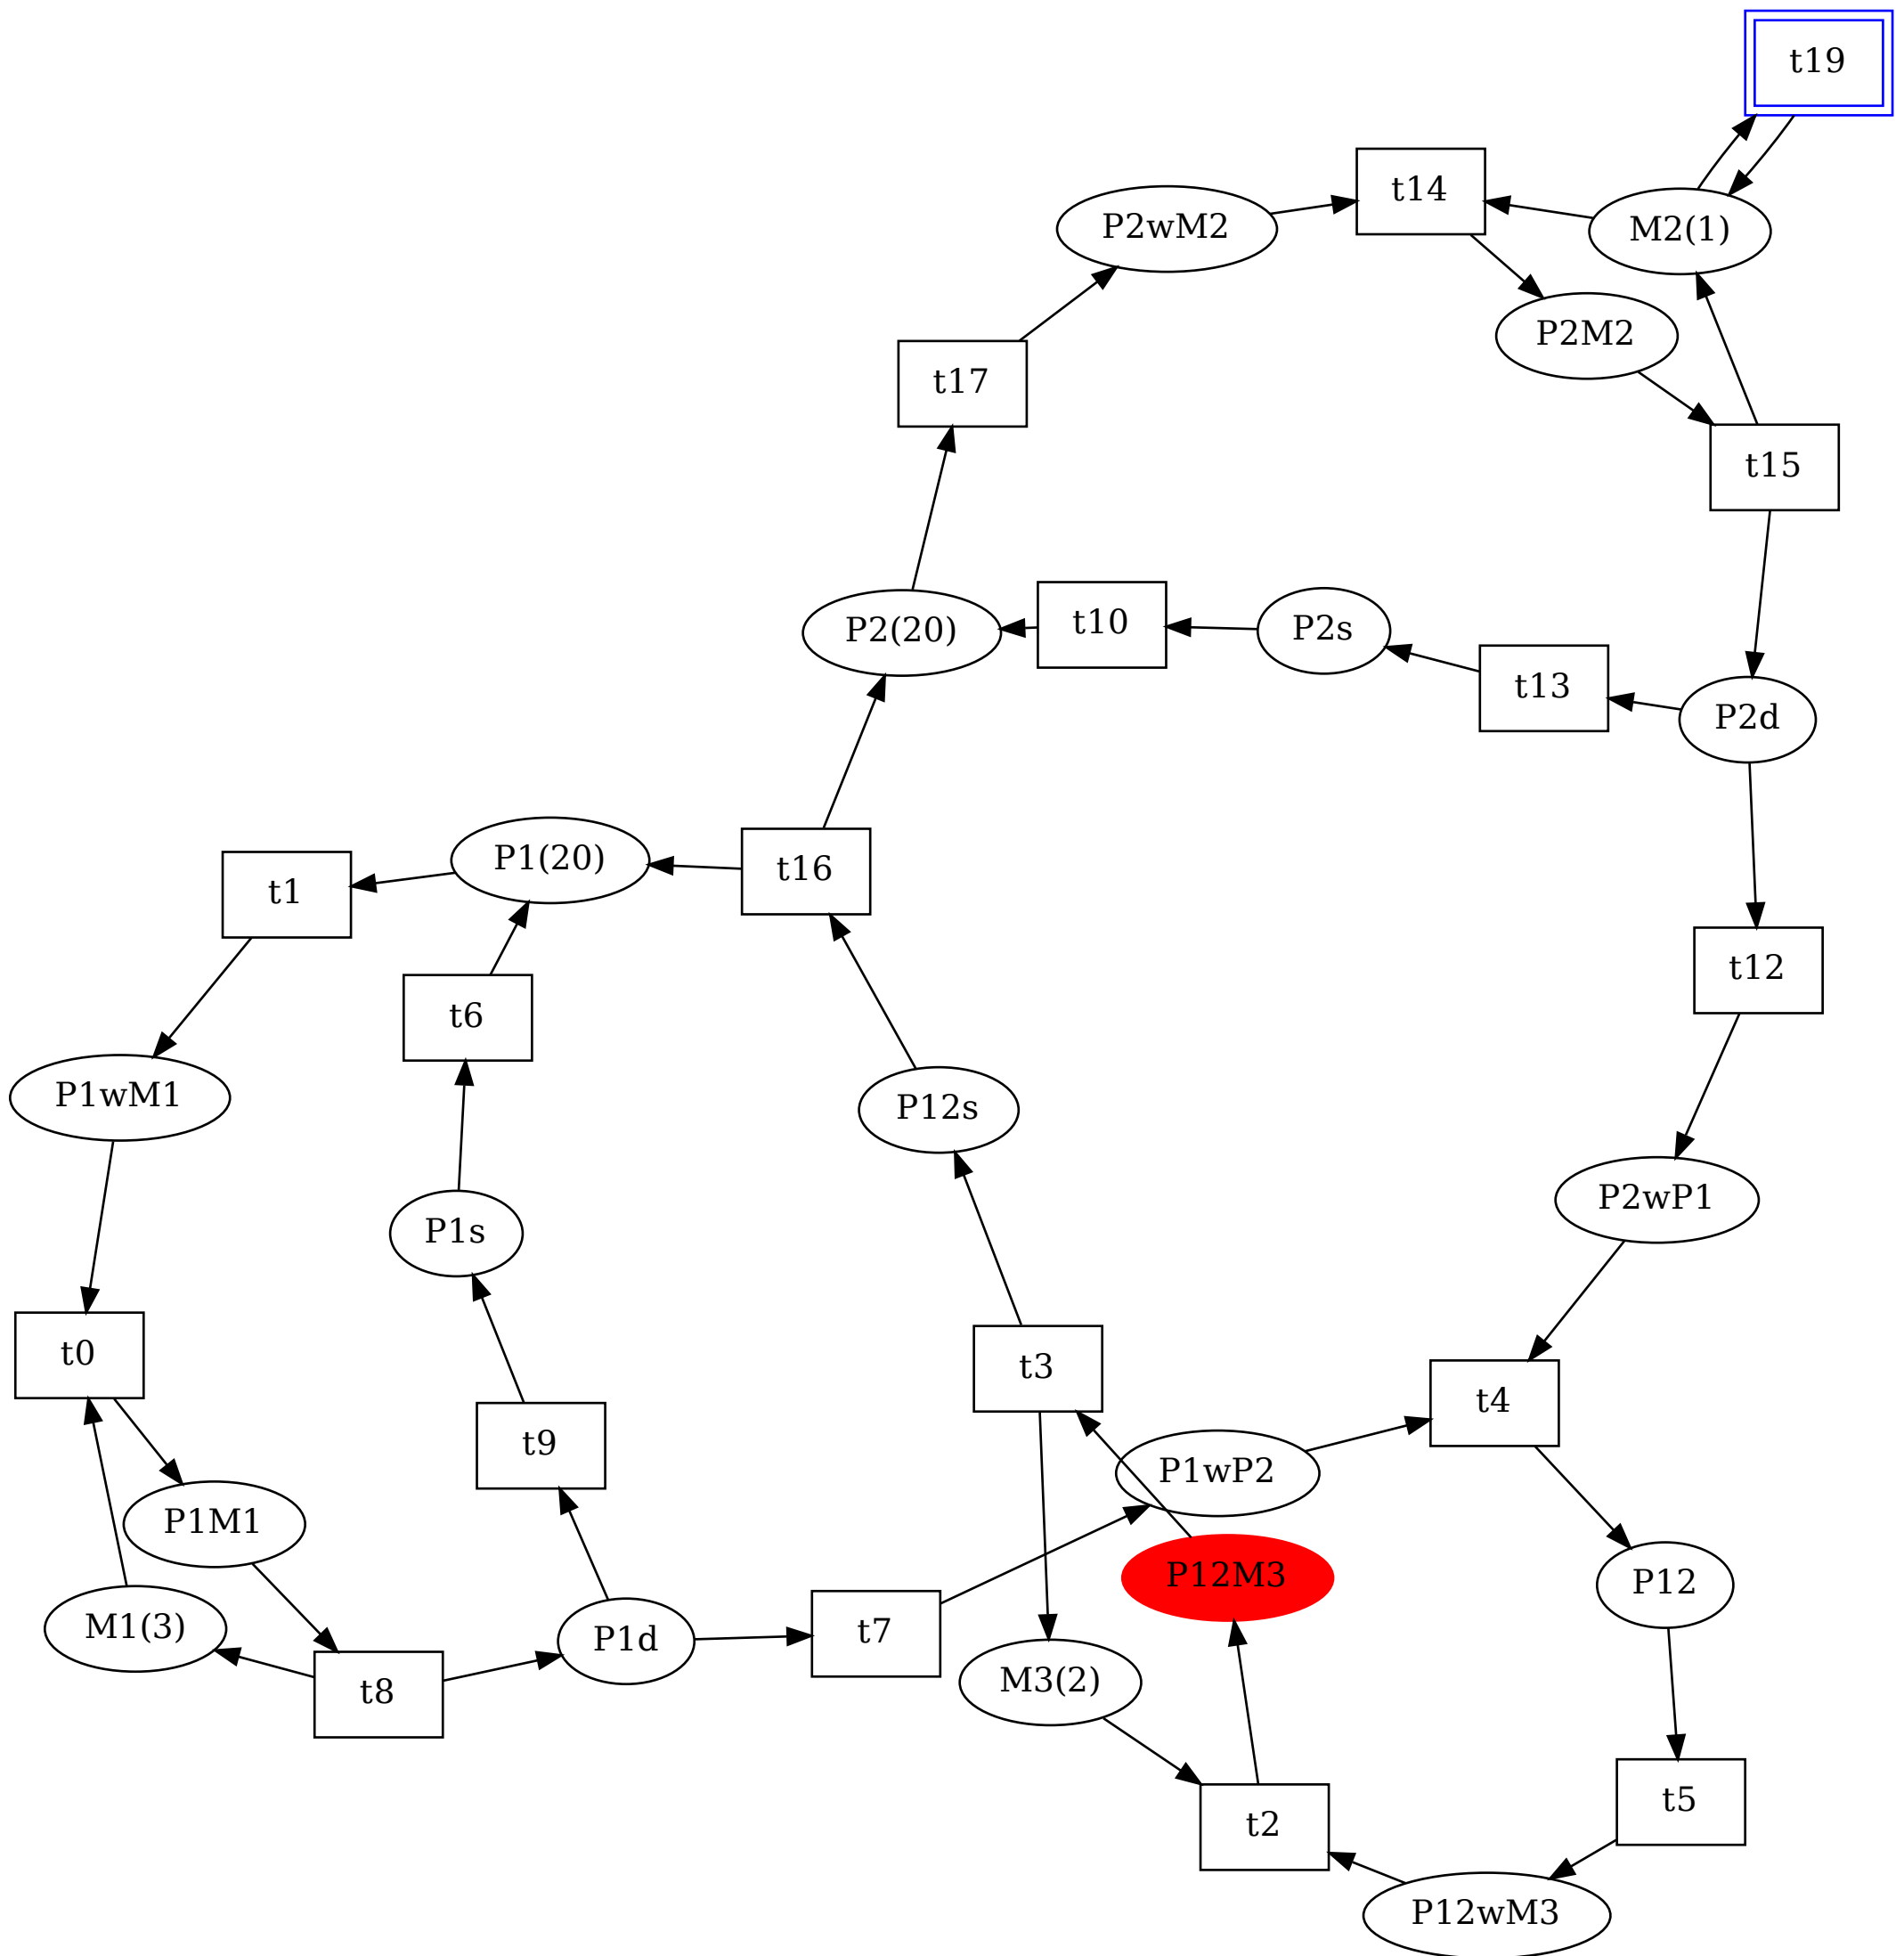 t19
t14
P2wM2
M2(1)
P2M2
t17
t15
P2(20)
t10
P2s
t13
P2d
t1
P1(20)
t16
t12
t6
P1wM1
P12s
P2wP1
P1s
t0
t3
t4
t9
P1wP2
P1M1
P12M3
P12
M1(3)
P1d
t7
t8
M3(2)
t5
t2
P12wM3